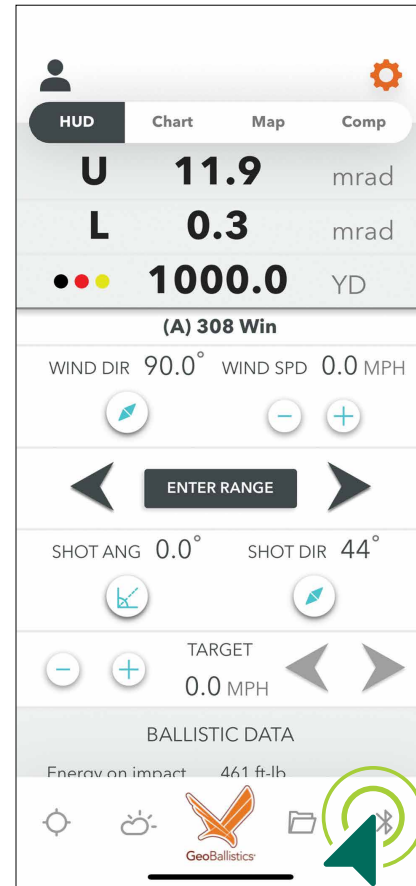 HUD Chart Map Comp
U 11.9 mrad
L 0.3 mrad
1000.0 YD
(A) 308 Win
WIND DIR 90.0° WIND SPD 0.0 MPH
ENTER RANGE
SHOT ANG 0.0° SHOT DIR 44°
TARGET
0.0 MPH
BALLISTIC DATA
Energy on impact 461 ft-lb
GeoBallistics